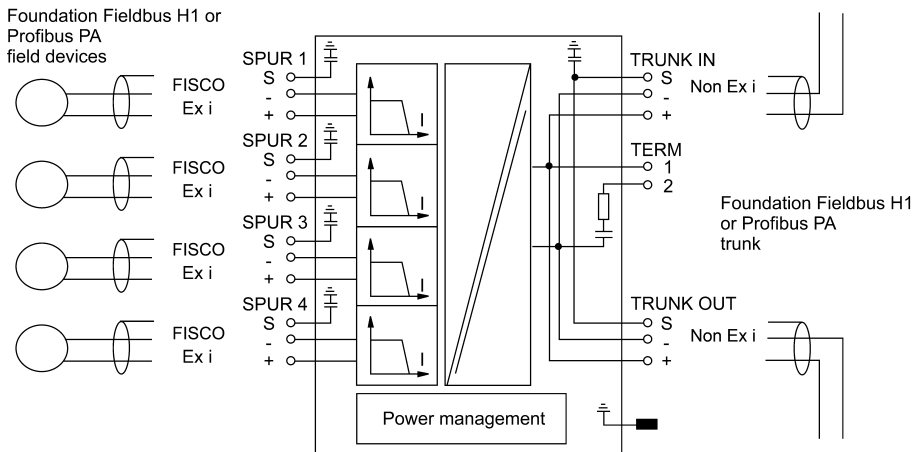 Foundation Fieldbus H1 or
Profibus PA
field devices
SPUR 1
S
-
+
FISCO
Ex i
I
SPUR 2
S
-
+
FISCO
Ex i
I
SPUR 3
S
-
+
FISCO
Ex i
I
SPUR 4
S
-
+
FISCO
Ex i
I
Power management
TRUNK IN
S
-
+
Non Ex i
TERM
1
2
Foundation Fieldbus H1
or Profibus PA
trunk
TRUNK OUT
S
-
+
Non Ex i